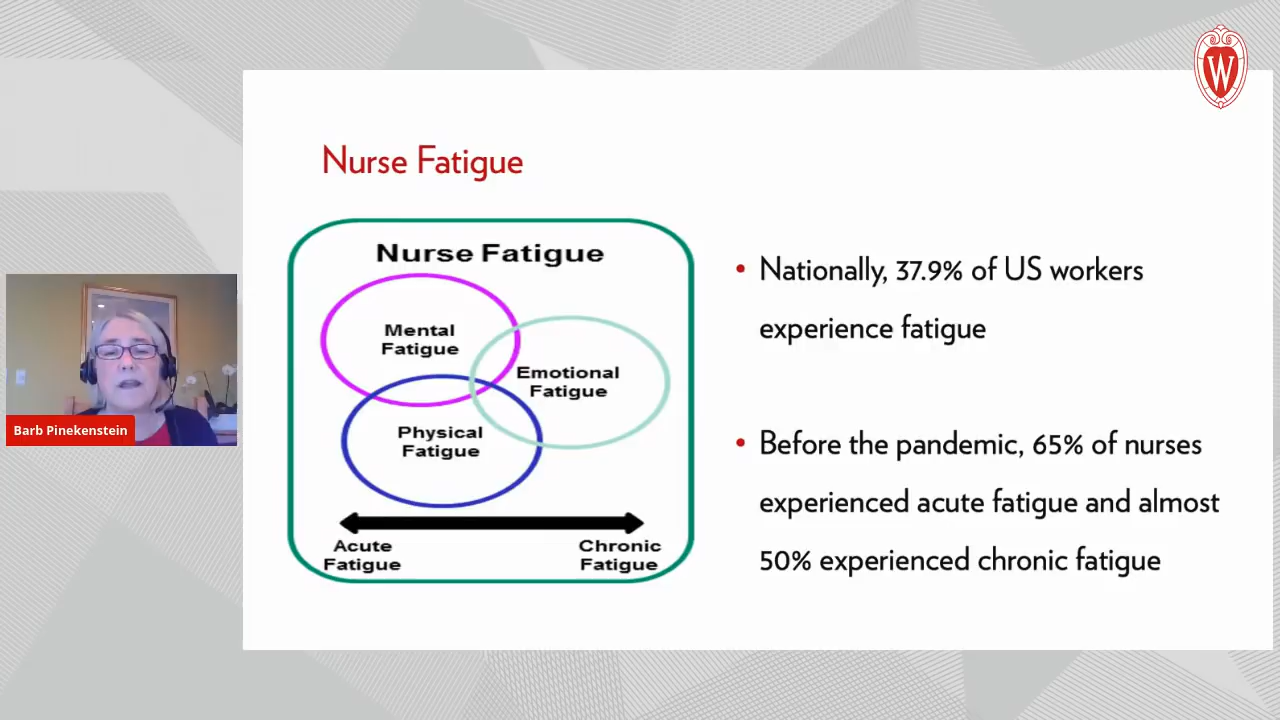 W
Nurse Fatigue
Nurse Fatigue
Mental
Fatigue
Emotional
Fatigue
Physical
Fatigue
Acute
Fatigue
Chronic
Fatigue
• Nationally, 37.9% of US workers
experience fatigue
• Before the pandemic, 65% of nurses
experienced acute fatigue and almost
50% experienced chronic fatigue
Barb Pinekenstein